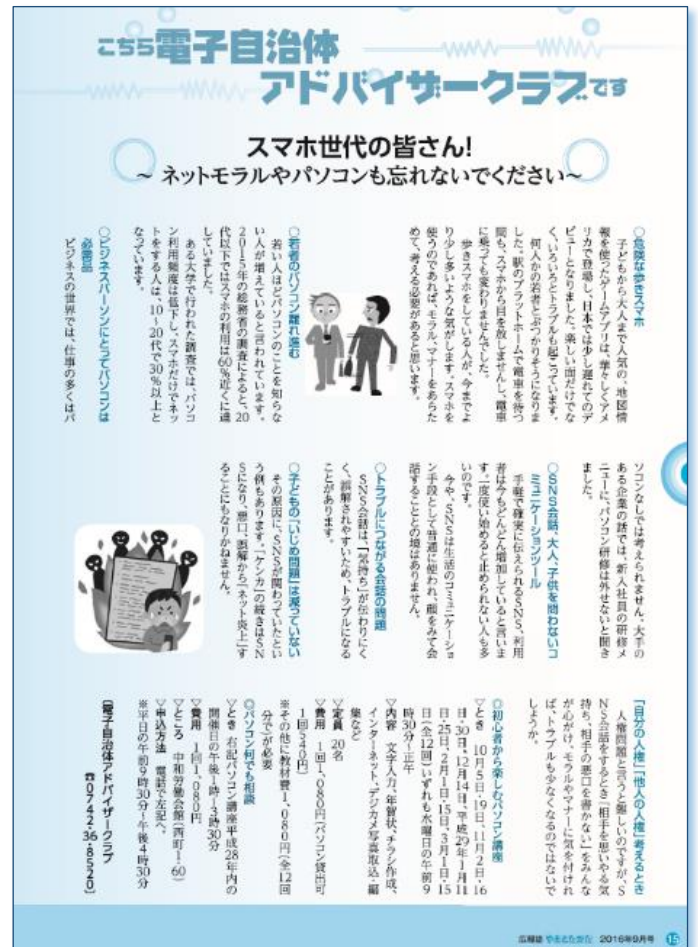 こちら電子自治体
アドバイザークラブです
スマホ世代の皆さん!
～ ネットモラルやパソコンも忘れないでください～
○危険な歩きスマホ
子どもから大人まで人気の、地図情
報を使ったゲームアプリは、華々しくアメ
リカで登場し、日本では少し遅れてのデ
ビューとなりました。楽しい面だけでな
く、いろいろとトラブルも起こっています。
何人かの若者とぶつかりそうになりま
した。駅のプラットホームで電車を待つ
間も、スマホから目を放しませんし、電車
に乗っても変わりませんでした。
歩きスマホをしている人が、今までよ
り少し多いような気がします。スマホを
使うのであれば、モラル、マナーをあらた
めて、考える必要があると思います。
○若者のパソコン離れ進む
若い人ほどパソコンのことを知らな
い人が増えていると言われています。
2015年の総務省の調査によると、20
代以下ではスマホの利用は60%近くに達
していました。
ある大学で行われた調査では、パソコ
ン利用頻度は低下し、スマホだけでネッ
トをする人は、10～20代で30%以上と
なっています。
○ビジネスパーソンにとってパソコンは
必需品
ビジネスの世界では、仕事の多くはパ
ソコンなしでは考えられません。大手の
ある企業の話では、新入社員の研修メ
ニューに、パソコン研修は外せないと聞き
ました。
○SNS会話、大人、子供を問わないコ
ミュニケーションツール
手軽で確実に伝えられるSNS、利用
者は今もどんどん増加していると言いま
す。一度使い始めると止められない人も多
いのです。
今や、SNSは生活のコミュニケーショ
ン手段として普通に使われ、顔をみて会
話することとの境はありません。
○トラブルにつながる会話の問題
SNS会話は、「気持ち」が伝わりにく
く、誤解されやすいため、トラブルになる
ことがあります。
○子どもの「いじめ問題」は減っていない
その原因に、SNSが関わっていたとい
う例もあります。「ケンカ」の続きはSN
Sになり、「悪口、誤解から「ネット炎上」す
ることにもなりかねません。
「自分の人権」「他人の人権」考えるとき
人権問題と言うと難しいのですが、S
NS会話をするとき「相手を思いやる気
持ち、相手の悪口を書かない」をみんな
が心がけ、モラルやマナーに気を付けれ
ば、トラブルも少なくなるのではないで
しょうか。
◎初心者から楽しむパソコン講座
▽とき 10月5日・19日・11月2日・16
日・30日・12月14日、平成29年1月11
日・25日、2月1日・15日、3月1日・15
日(全12回)いずれも水曜日の午前9
時30分～正午
▽内容 文字入力、年賀状、チラシ作成、
インターネット、デジカメ写真取込・編
集など
▽定員 20名
▽費用 1回1,080円(パソコン貸出可
1回540円)
※その他に教材費1,080円(全12回
分で)が必要
◎パソコン何でも相談
▽とき 右記パソコン講座平成28年内の
開催日の午後1時～3時30分
▽費用 1回1,080円
▽ところ 中和労働会館(西町1-60)
▽申込方法 電話で左記へ。
※平日の午前9時30分～午後4時30分
〔電子自治体アドバイザークラブ
☎0742・36・8520〕
広報誌 やまとたかだ 2016年9月号 15